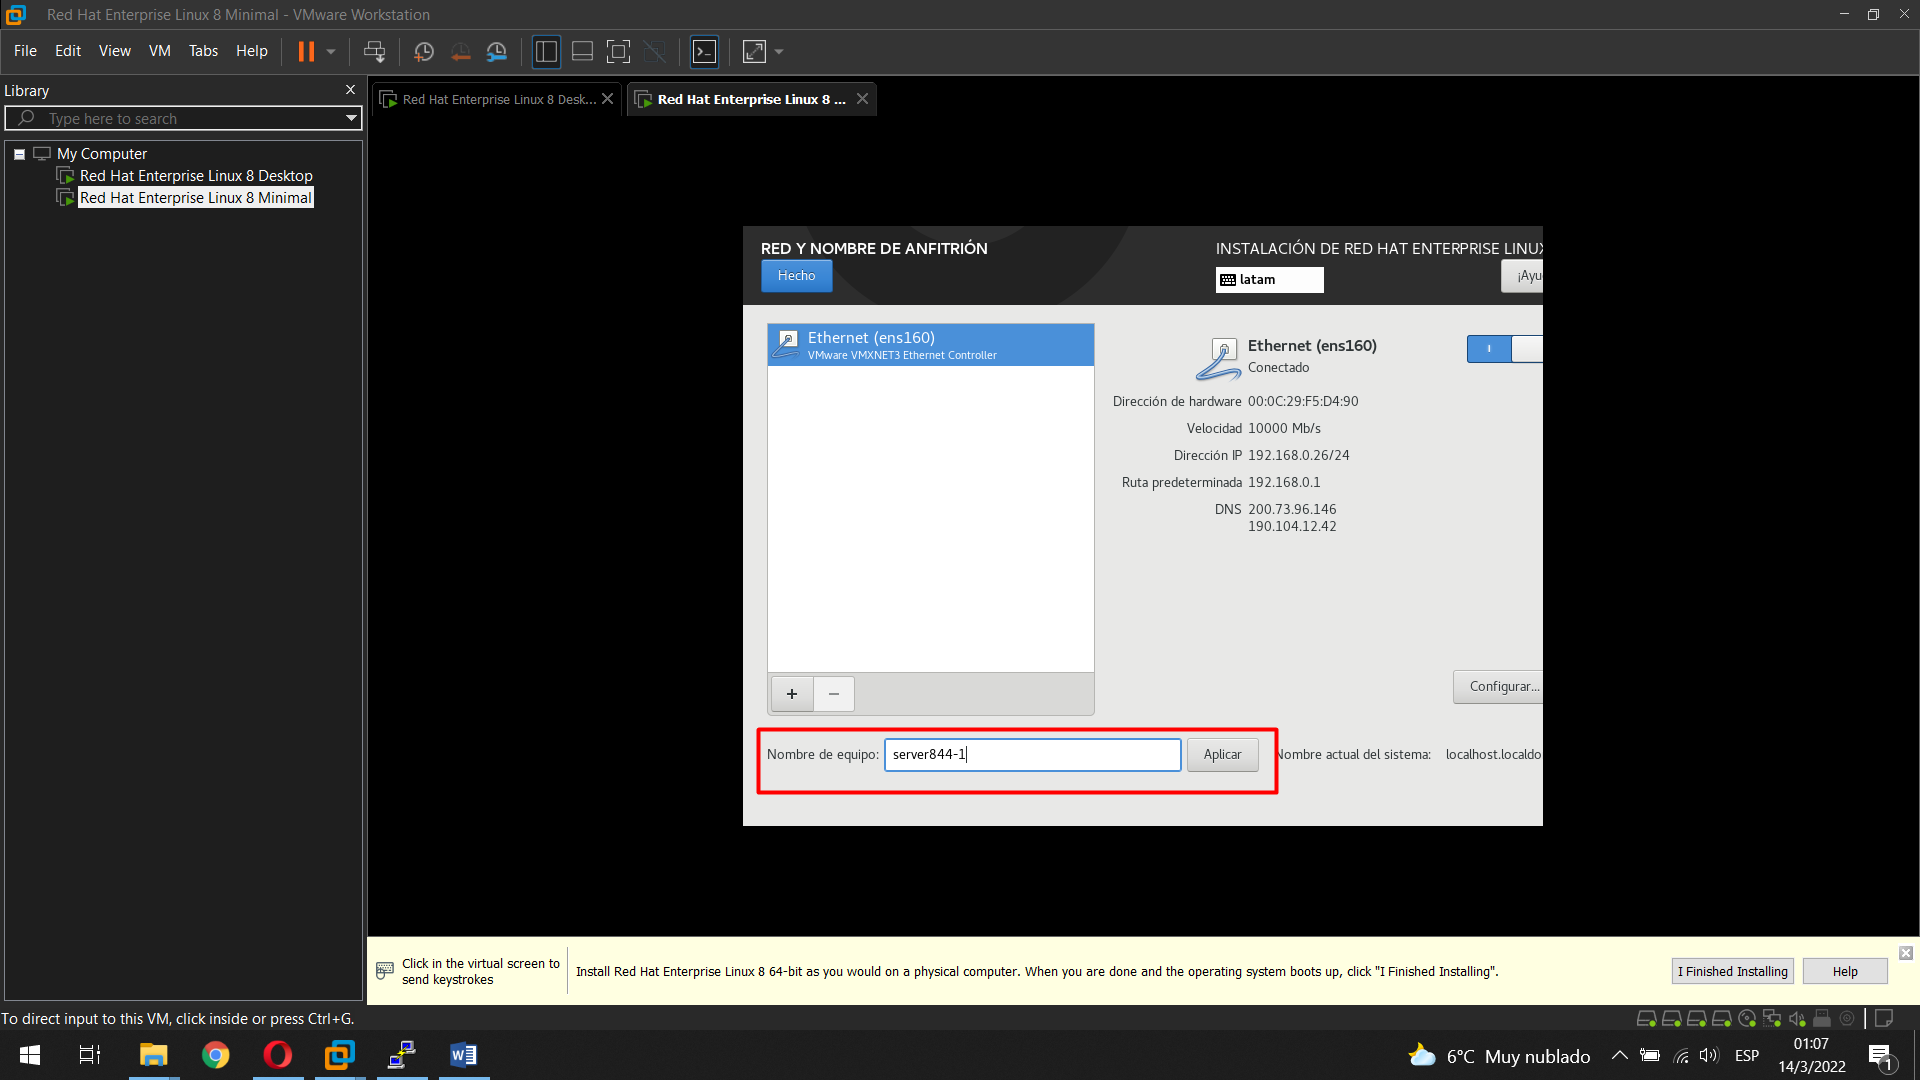 Red Hat Enterprise Linux 8 Minimal - VMware Workstation
File Edit View VM Tabs Help
Library
Type here to search
My Computer
Red Hat Enterprise Linux 8 Desktop
Red Hat Enterprise Linux 8 Minimal
Red Hat Enterprise Linux 8 Desk...
Red Hat Enterprise Linux 8 ...
RED Y NOMBRE DE ANFITRIÓN
Hecho
INSTALACIÓN DE RED HAT ENTERPRISE LINUX
latam
¡Ayu
Ethernet (ens160)
VMware VMXNET3 Ethernet Controller
Ethernet (ens160)
Conectado
Dirección de hardware 00:0C:29:F5:D4:90
Velocidad 10000 Mb/s
Dirección IP 192.168.0.26/24
Ruta predeterminada 192.168.0.1
DNS 200.73.96.146
190.104.12.42
+ −
Configurar...
Nombre de equipo: server844-1 Aplicar Nombre actual del sistema: localhost.localdo
Click in the virtual screen to
send keystrokes
Install Red Hat Enterprise Linux 8 64-bit as you would on a physical computer. When you are done and the operating system boots up, click "I Finished Installing".
I Finished Installing
Help
To direct input to this VM, click inside or press Ctrl+G.
6°C Muy nublado
ESP
01:07
14/3/2022
1